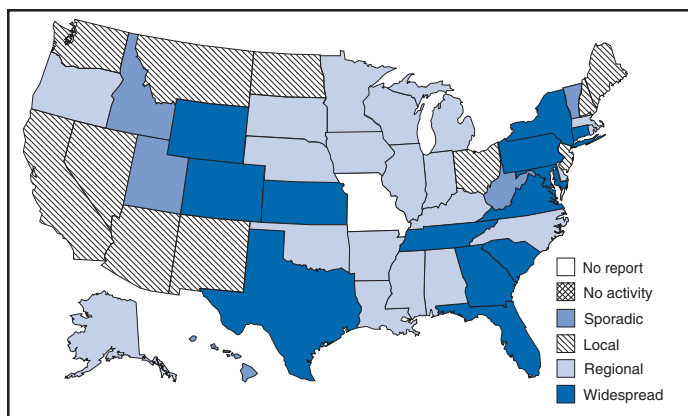 No report
No activity
Sporadic
Local
Regional
Widespread